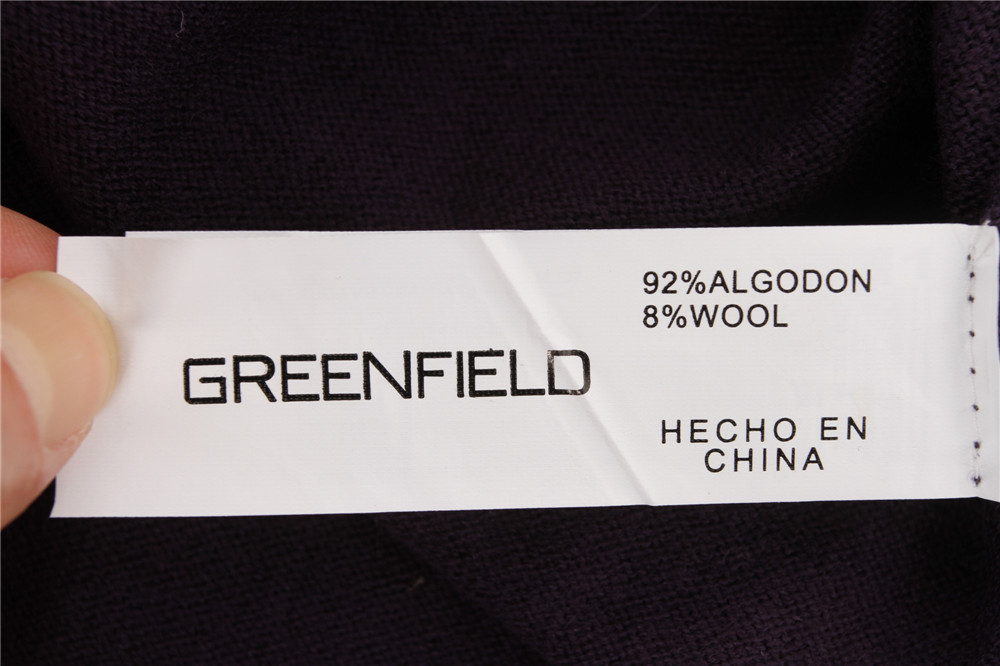 GREENFIELD
92%ALGODON
8%WOOL
HECHO EN
CHINA